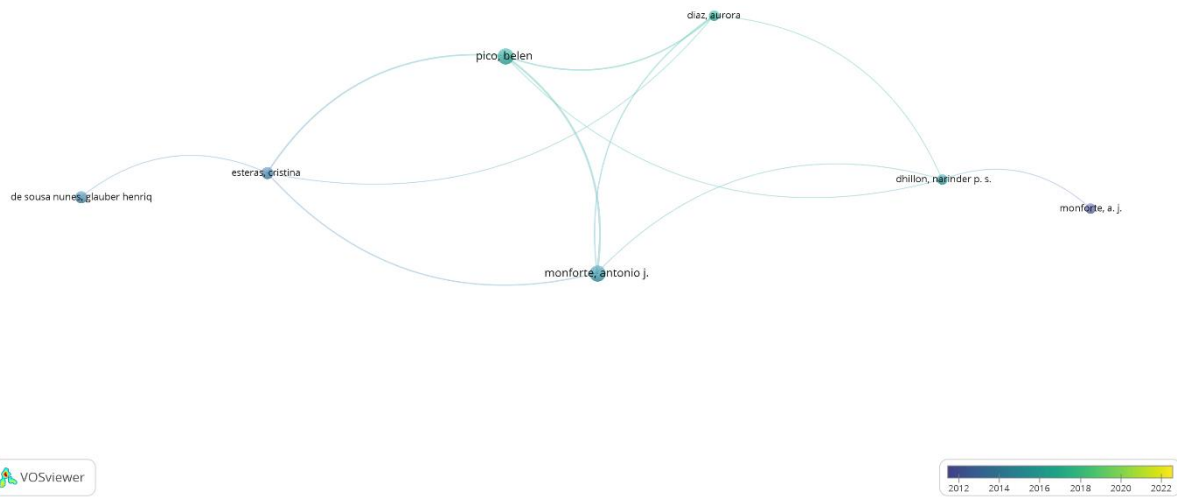 diaz, aurora
pico, belen
esteras, cristina
de sousa nunes, glauber henriq
dhillon, narinder p. s.
monforte, a. j.
monforte, antonio j.
VOSviewer
2012 2014 2016 2018 2020 2022